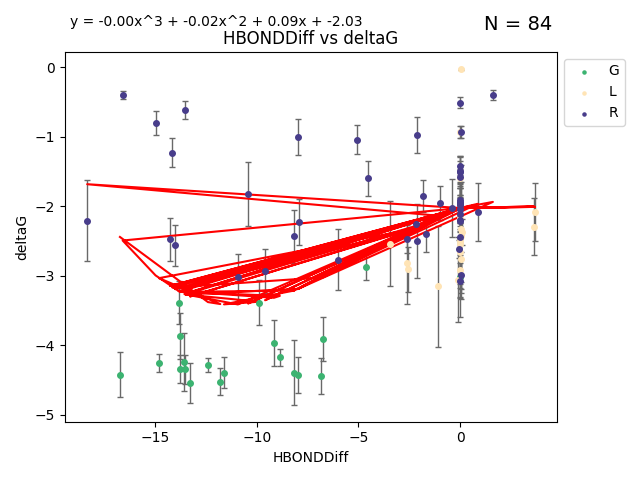 y = -0.00x^3 + -0.02x^2 + 0.09x + -2.03
N = 84
HBONDDiff vs deltaG
G
L
R
deltaG
0
−1
−2
−3
−4
−5
−15
−10
−5
0
HBONDDiff